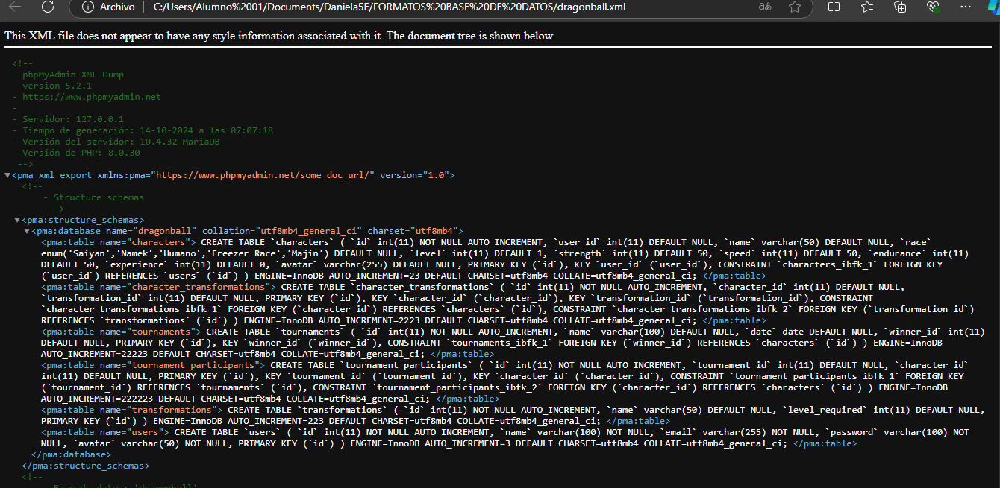 Archivo C:/Users/Alumno%2001/Documents/Daniela5E/FORMATOS%20BASE%20DE%20DATOS/dragonball.xml
This XML file does not appear to have any style information associated with it. The document tree is shown below.
<!--
- phpMyAdmin XML Dump
- version 5.2.1
- https://www.phpmyadmin.net
-
- Servidor: 127.0.0.1
- Tiempo de generación: 14-10-2024 a las 07:07:18
- Versión del servidor: 10.4.32-MariaDB
- Versión de PHP: 8.0.30
-->
<pma_xml_export xmlns:pma="https://www.phpmyadmin.net/some_doc_url/" version="1.0">
<!--
- Structure schemas
-->
<pma:structure_schemas>
<pma:database name="dragonball" collation="utf8mb4_general_ci" charset="utf8mb4">
<pma:table name="characters"> CREATE TABLE `characters` ( `id` int(11) NOT NULL AUTO_INCREMENT, `user_id` int(11) DEFAULT NULL, `name` varchar(50) DEFAULT NULL, `race`
enum('Saiyan','Namek','Humano','Freezer Race','Majin') DEFAULT NULL, `level` int(11) DEFAULT 1, `strength` int(11) DEFAULT 50, `speed` int(11) DEFAULT 50, `endurance` int(11)
DEFAULT 50, `experience` int(11) DEFAULT 0, `avatar` varchar(255) DEFAULT NULL, PRIMARY KEY (`id`), KEY `user_id` (`user_id`), CONSTRAINT `characters_ibfk_1` FOREIGN KEY
(`user_id`) REFERENCES `users` (`id`) ) ENGINE=InnoDB AUTO_INCREMENT=23 DEFAULT CHARSET=utf8mb4 COLLATE=utf8mb4_general_ci; </pma:table>
<pma:table name="character_transformations"> CREATE TABLE `character_transformations` ( `id` int(11) NOT NULL AUTO_INCREMENT, `character_id` int(11) DEFAULT NULL,
`transformation_id` int(11) DEFAULT NULL, PRIMARY KEY (`id`), KEY `character_id` (`character_id`), KEY `transformation_id` (`transformation_id`), CONSTRAINT
`character_transformations_ibfk_1` FOREIGN KEY (`character_id`) REFERENCES `characters` (`id`), CONSTRAINT `character_transformations_ibfk_2` FOREIGN KEY (`transformation_id`)
REFERENCES `transformations` (`id`) ) ENGINE=InnoDB AUTO_INCREMENT=2223 DEFAULT CHARSET=utf8mb4 COLLATE=utf8mb4_general_ci; </pma:table>
<pma:table name="tournaments"> CREATE TABLE `tournaments` ( `id` int(11) NOT NULL AUTO_INCREMENT, `name` varchar(100) DEFAULT NULL, `date` date DEFAULT NULL, `winner_id` int(11)
DEFAULT NULL, PRIMARY KEY (`id`), KEY `winner_id` (`winner_id`), CONSTRAINT `tournaments_ibfk_1` FOREIGN KEY (`winner_id`) REFERENCES `characters` (`id`) ) ENGINE=InnoDB
AUTO_INCREMENT=22223 DEFAULT CHARSET=utf8mb4 COLLATE=utf8mb4_general_ci; </pma:table>
<pma:table name="tournament_participants"> CREATE TABLE `tournament_participants` ( `id` int(11) NOT NULL AUTO_INCREMENT, `tournament_id` int(11) DEFAULT NULL, `character_id`
int(11) DEFAULT NULL, PRIMARY KEY (`id`), KEY `tournament_id` (`tournament_id`), KEY `character_id` (`character_id`), CONSTRAINT `tournament_participants_ibfk_1` FOREIGN KEY
(`tournament_id`) REFERENCES `tournaments` (`id`), CONSTRAINT `tournament_participants_ibfk_2` FOREIGN KEY (`character_id`) REFERENCES `characters` (`id`) ) ENGINE=InnoDB
AUTO_INCREMENT=222223 DEFAULT CHARSET=utf8mb4 COLLATE=utf8mb4_general_ci; </pma:table>
<pma:table name="transformations"> CREATE TABLE `transformations` ( `id` int(11) NOT NULL AUTO_INCREMENT, `name` varchar(50) DEFAULT NULL, `level_required` int(11) DEFAULT NULL,
PRIMARY KEY (`id`) ) ENGINE=InnoDB AUTO_INCREMENT=223 DEFAULT CHARSET=utf8mb4 COLLATE=utf8mb4_general_ci; </pma:table>
<pma:table name="users"> CREATE TABLE `users` ( `id` int(11) NOT NULL AUTO_INCREMENT, `name` varchar(100) NOT NULL, `email` varchar(255) NOT NULL, `password` varchar(100) NOT
NULL, `avatar` varchar(50) NOT NULL, PRIMARY KEY (`id`) ) ENGINE=InnoDB AUTO_INCREMENT=3 DEFAULT CHARSET=utf8mb4 COLLATE=utf8mb4_general_ci; </pma:table>
</pma:database>
</pma:structure_schemas>
<!--
- Base de datos: 'dragonball'